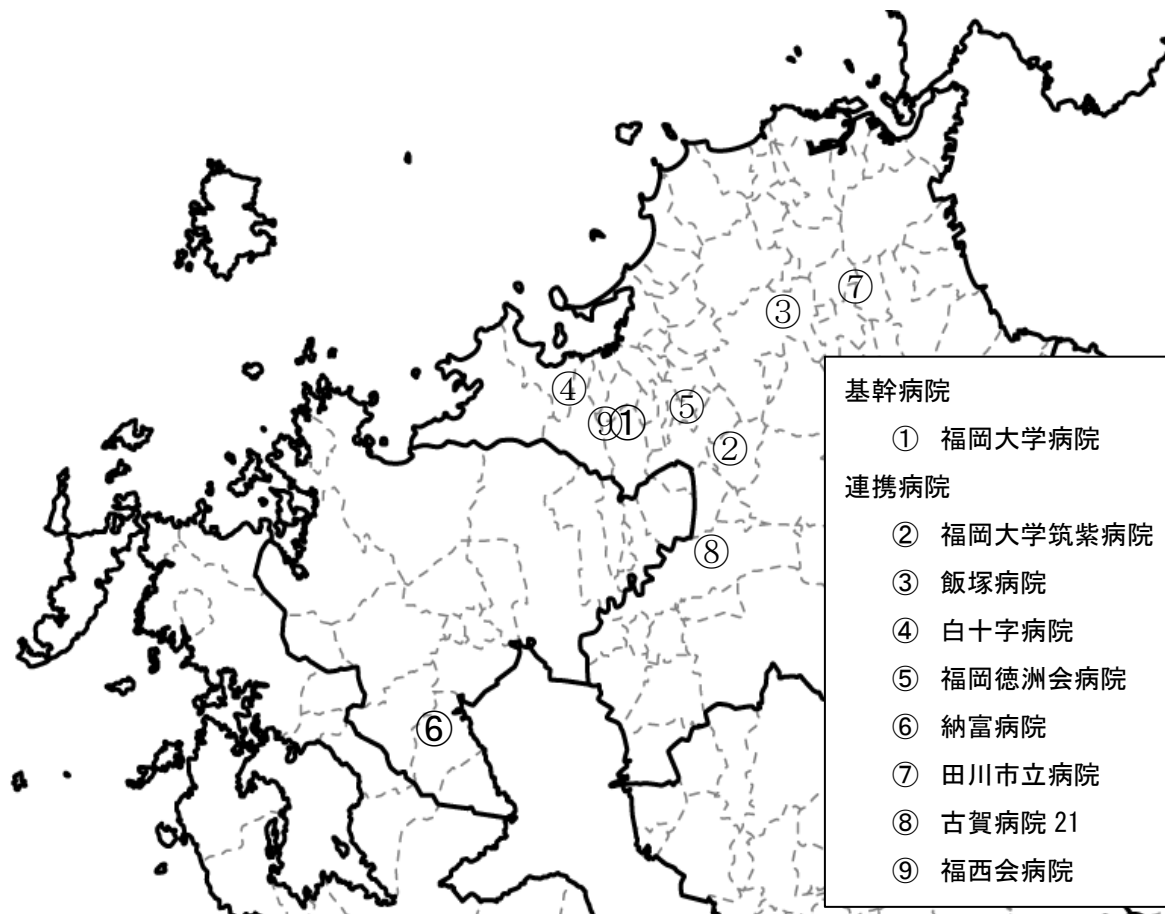 ⑦
③
④
⑤
⑨①
②
⑧
⑥
基幹病院
① 福岡大学病院
連携病院
② 福岡大学筑紫病院
③ 飯塚病院
④ 白十字病院
⑤ 福岡徳洲会病院
⑥ 納富病院
⑦ 田川市立病院
⑧ 古賀病院 21
⑨ 福西会病院